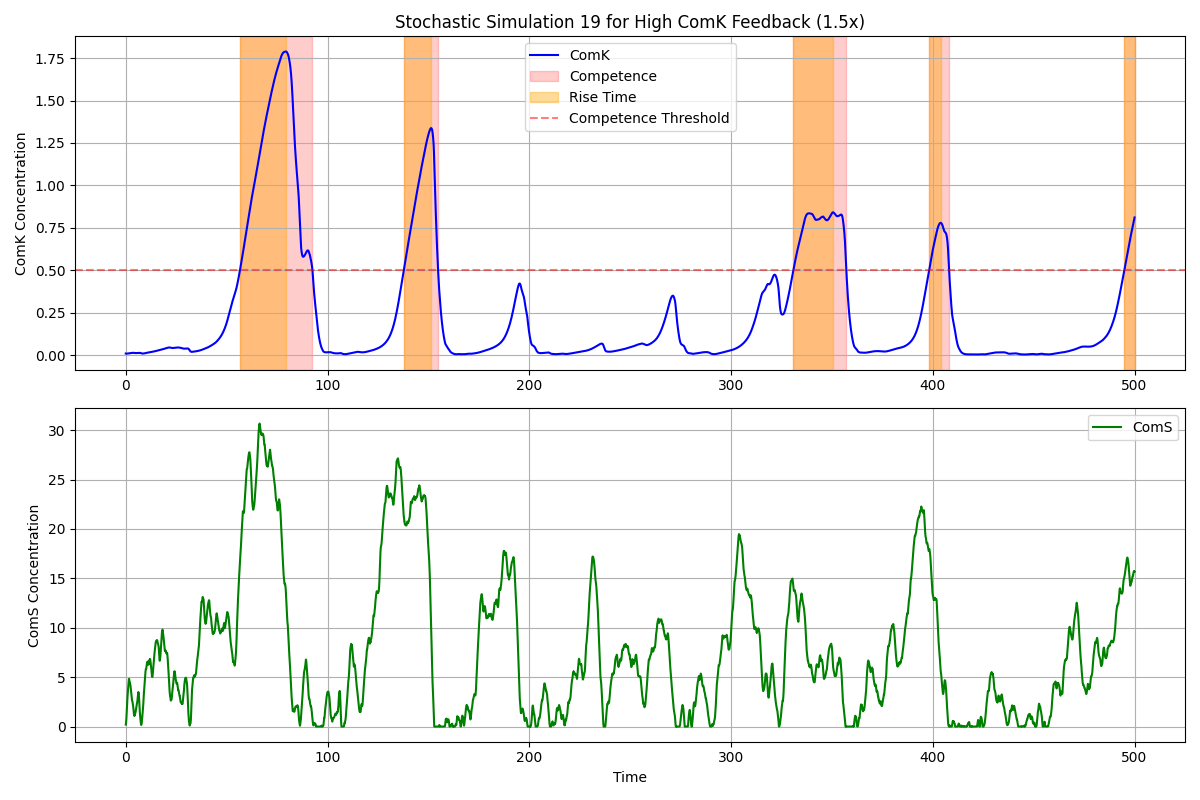 Stochastic Simulation 19 for High ComK Feedback (1.5x)
ComK Concentration
1.75
1.50
1.25
1.00
0.75
0.50
0.25
0.00
ComK
Competence
Rise Time
Competence Threshold
0 100 200 300 400 500
ComS Concentration
30
25
20
15
10
5
0
ComS
0 100 200 300 400 500
Time